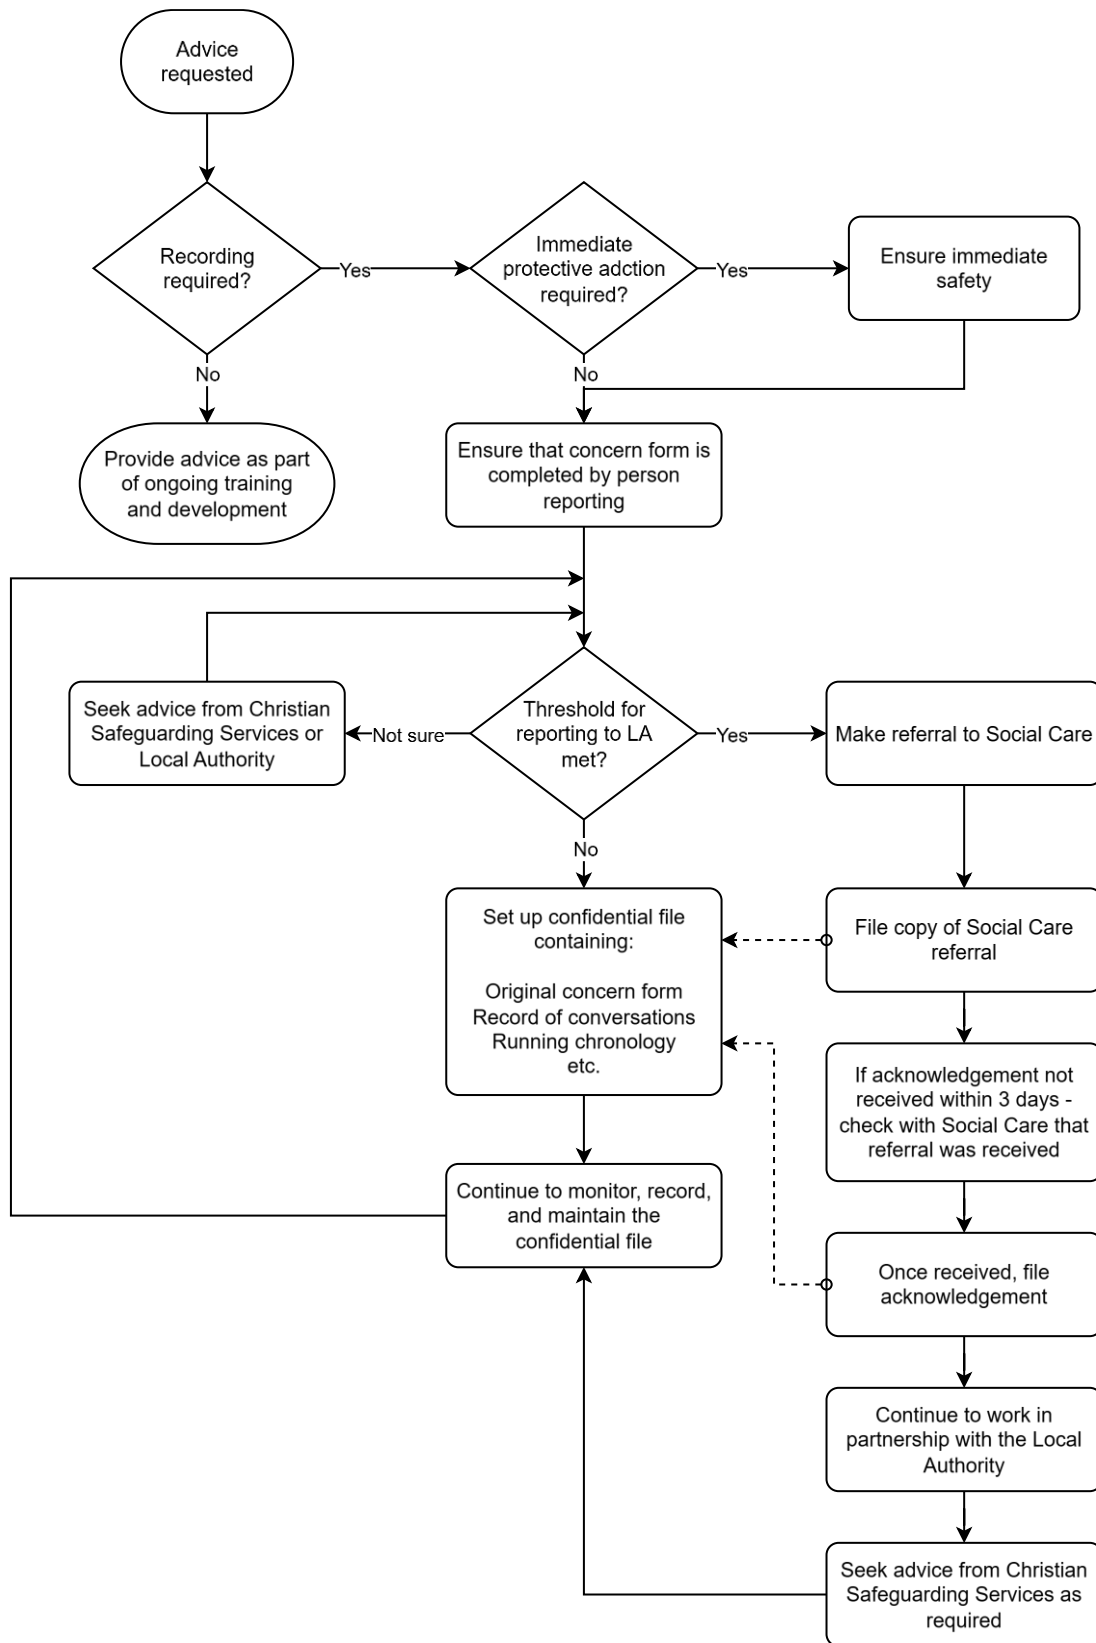 Advice
requested
Recording
required?
Yes
Immediate
protective adction
required?
Yes
Ensure immediate
safety
No
No
Provide advice as part
of ongoing training
and development
Ensure that concern form is
completed by person
reporting
Seek advice from Christian
Safeguarding Services or
Local Authority
Not sure
Threshold for
reporting to LA
met?
Yes
Make referral to Social Care
No
Set up confidential file
containing:
Original concern form
Record of conversations
Running chronology
etc.
File copy of Social Care
referral
If acknowledgement not
received within 3 days -
check with Social Care that
referral was received
Continue to monitor, record,
and maintain the
confidential file
Once received, file
acknowledgement
Continue to work in
partnership with the Local
Authority
Seek advice from Christian
Safeguarding Services as
required